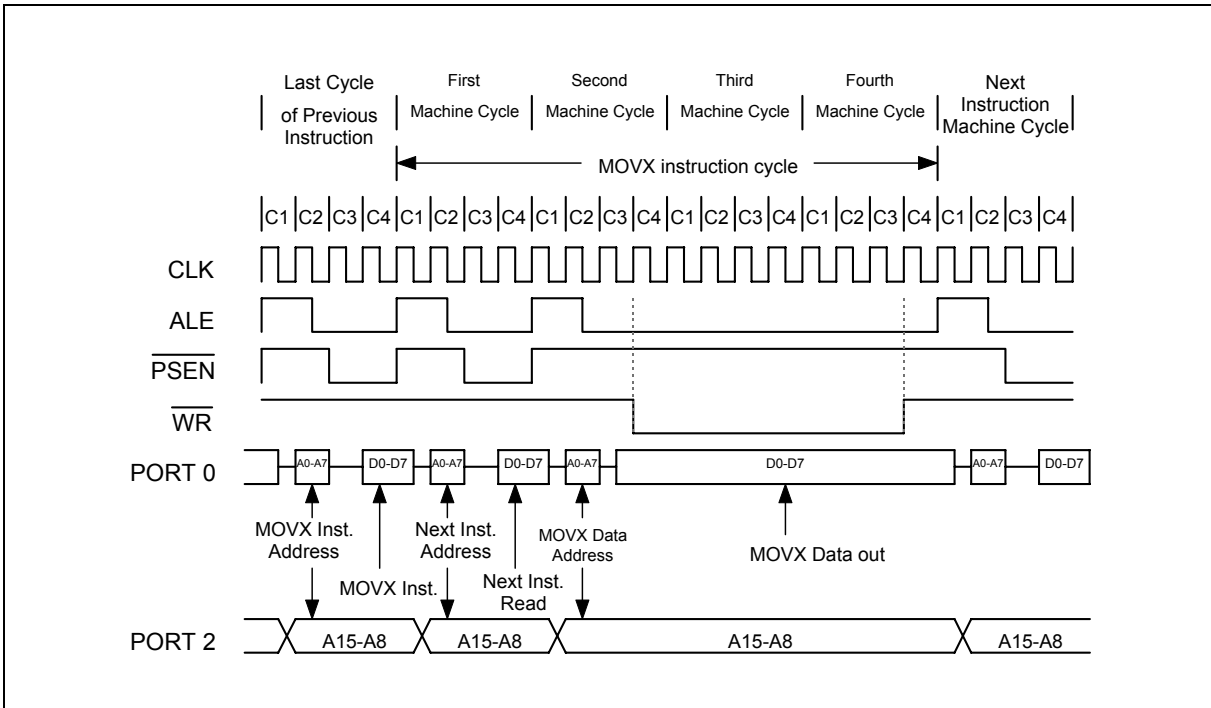 Last Cycle
of Previous
Instruction
First
Machine Cycle
Second
Machine Cycle
Third
Machine Cycle
Fourth
Machine Cycle
Next
Instruction
Machine Cycle
MOVX instruction cycle
C1 C2 C3 C4 C1 C2 C3 C4 C1 C2 C3 C4 C1 C2 C3 C4 C1 C2 C3 C4 C1 C2 C3 C4
CLK
ALE
PSEN
WR
PORT 0
A0-A7 D0-D7 A0-A7 D0-D7 A0-A7 D0-D7 A0-A7 D0-D7
MOVX Inst.
Address
MOVX Inst.
Next Inst.
Address
Next Inst.
Read
MOVX Data
Address
MOVX Data out
PORT 2
A15-A8 A15-A8 A15-A8 A15-A8